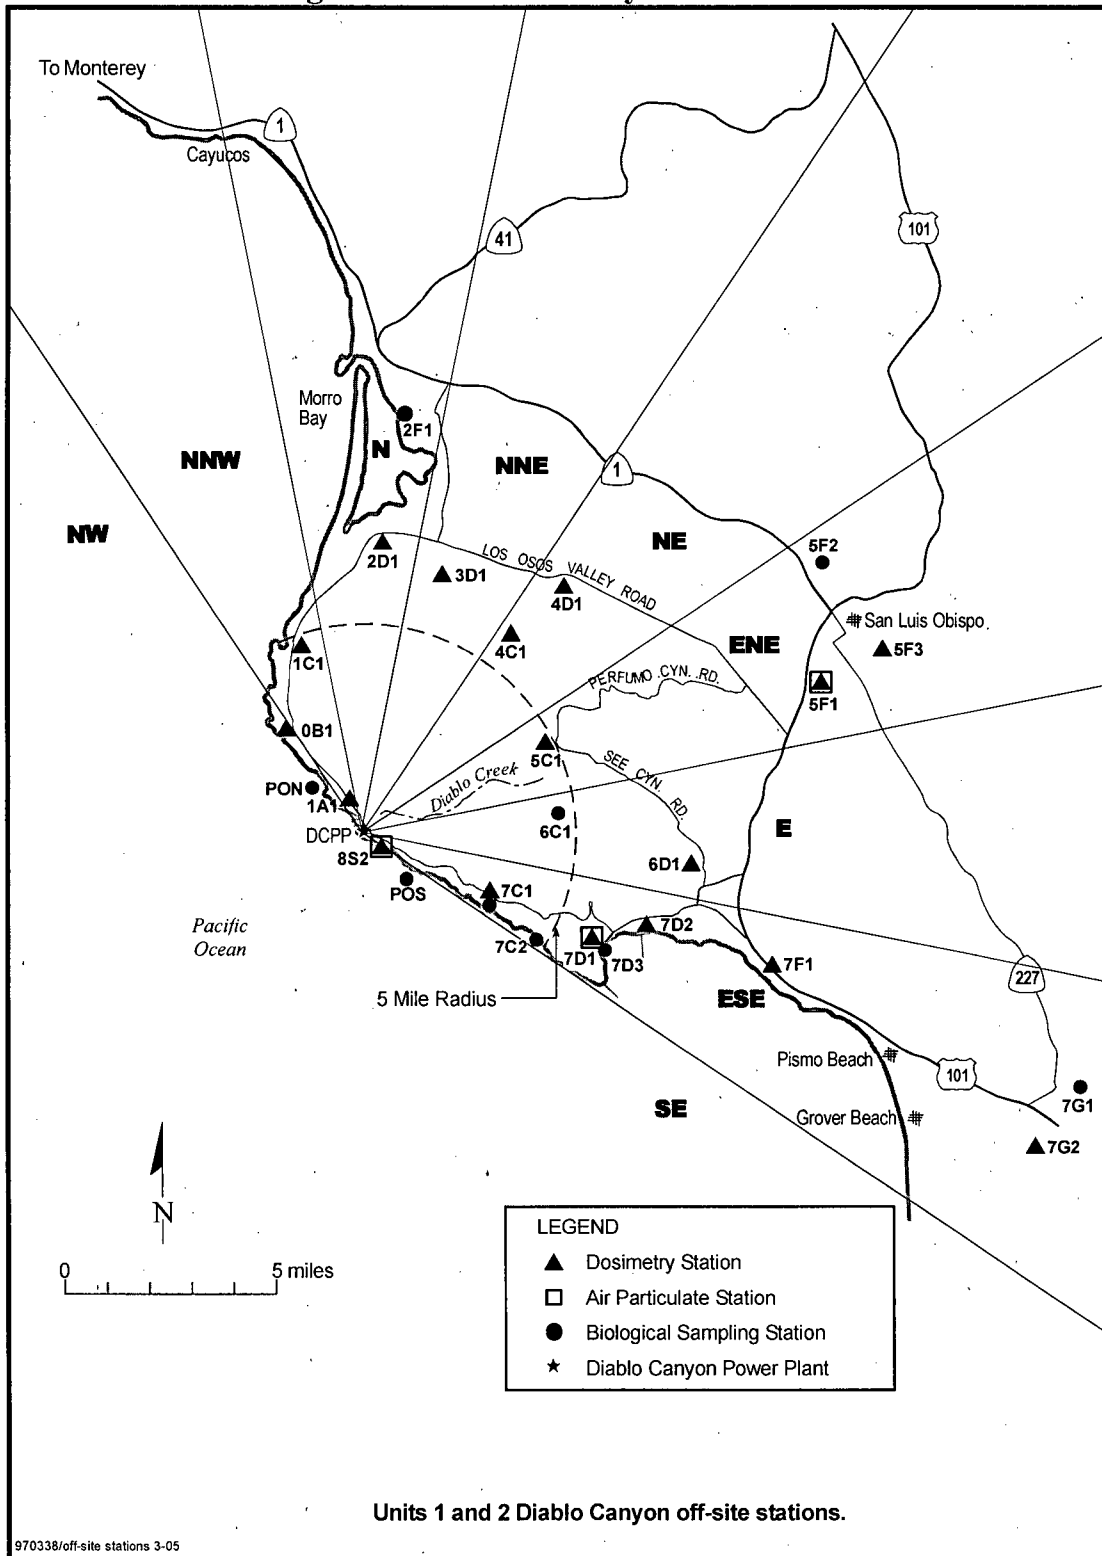 To Monterey
1
Cayucos
41
101
Morro
Bay
2F1
N
NNW
NNE
1
NW
NE
5F2
2D1
LOS OSOS VALLEY ROAD
3D1
4D1
San Luis Obispo
4C1
ENE
5F3
1C1
PERFUMO CYN. RD.
5F1
0B1
5C1
SEE CYN. RD.
Diablo Creek
PON
1A1
6C1
E
DCPP
8S2
6D1
POS
7C1
Pacific
Ocean
7C2
7D1
7D3
7D2
7F1
5 Mile Radius
ESE
227
Pismo Beach
101
SE
Grover Beach
7G1
7G2
N
0
5 miles
LEGEND
Dosimetry Station
Air Particulate Station
Biological Sampling Station
Diablo Canyon Power Plant
Units 1 and 2 Diablo Canyon off-site stations.
970338/off-site stations 3-05